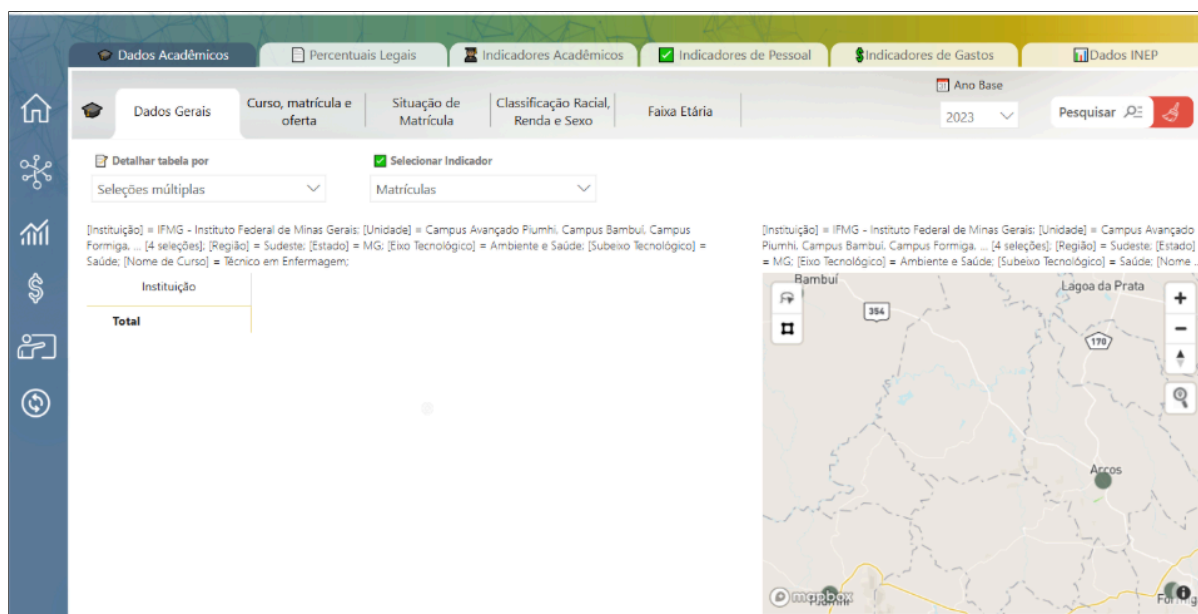 Dados Acadêmicos
Percentuais Legais
Indicadores Acadêmicos
Indicadores de Pessoal
Indicadores de Gastos
Dados INEP
Dados Gerais
Curso, matrícula e
oferta
Situação de
Matrícula
Classificação Racial,
Renda e Sexo
Faixa Etária
Ano Base
2023
Pesquisar
Detalhar tabela por
Seleções múltiplas
Selecionar Indicador
Matrículas
[Instituição] = IFMG - Instituto Federal de Minas Gerais; [Unidade] = Campus Avançado Piumhi, Campus Bambuí, Campus
Formiga, ... [4 seleções]; [Região] = Sudeste; [Estado] = MG; [Eixo Tecnológico] = Ambiente e Saúde; [Subeixo Tecnológico] =
Saúde; [Nome de Curso] = Técnico em Enfermagem;
Instituição
Total
[Instituição] = IFMG - Instituto Federal de Minas Gerais; [Unidade] = Campus Avançado
Piumhi, Campus Bambuí, Campus Formiga, ... [4 seleções]; [Região] = Sudeste; [Estado]
= MG; [Eixo Tecnológico] = Ambiente e Saúde; [Subeixo Tecnológico] = Saúde; [Nome ...
Bambuí
Lagoa da Prata
354
170
Arcos
mapbox